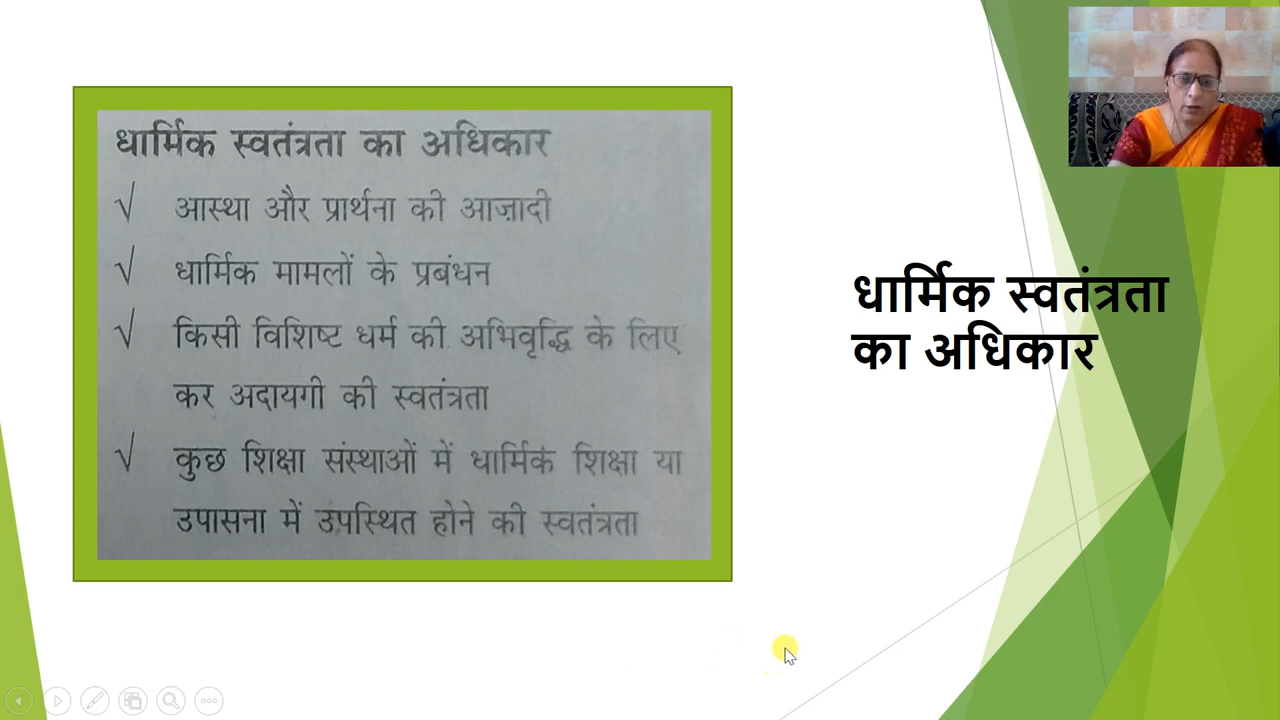 धार्मिक स्वतंत्रता का अधिकार
√ आस्था और प्रार्थना की आज़ादी
√ धार्मिक मामलों के प्रबंधन
√ किसी विशिष्ट धर्म की अभिवृद्धि के लिए
कर अदायगी की स्वतंत्रता
√ कुछ शिक्षा संस्थाओं में धार्मिक शिक्षा या
उपासना में उपस्थित होने की स्वतंत्रता
धार्मिक स्वतंत्रता
का अधिकार